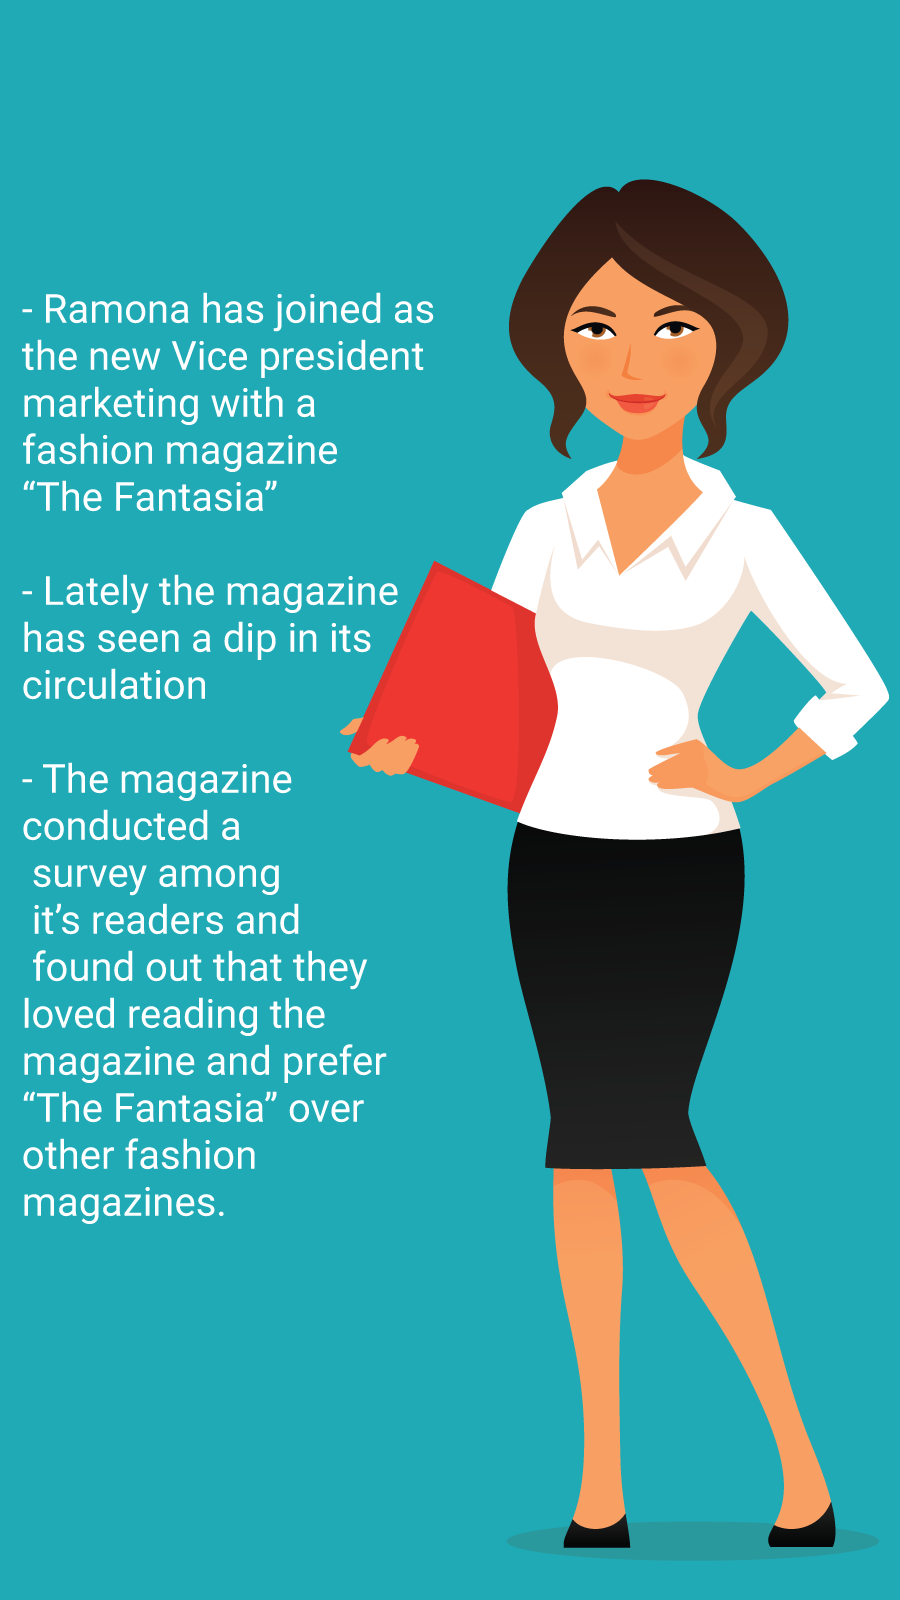 - Ramona has joined as
the new Vice president
marketing with a
fashion magazine
“The Fantasia”
- Lately the magazine
has seen a dip in its
circulation
- The magazine
conducted a
survey among
it’s readers and
found out that they
loved reading the
magazine and prefer
“The Fantasia” over
other fashion
magazines.